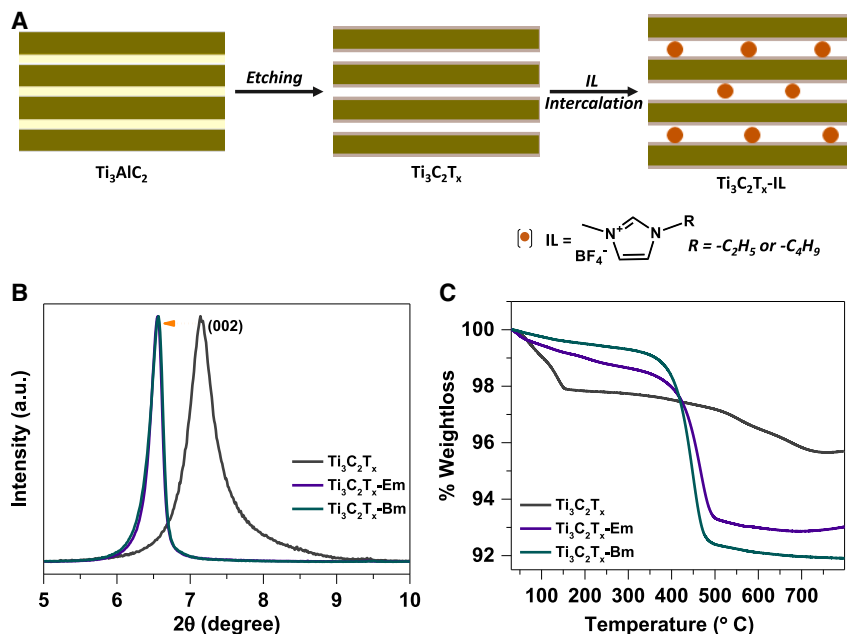 A
Etching
IL
Intercalation
Ti₃AlC₂
Ti₃C₂Tₓ
Ti₃C₂Tₓ-IL
IL =
N⁺
N
R
BF₄⁻
R = -C₂H₅ or -C₄H₉
B
(002)
Ti₃C₂Tₓ
Ti₃C₂Tₓ-Em
Ti₃C₂Tₓ-Bm
Intensity (a.u.)
5 6 7 8 9 10
2θ (degree)
C
100
98
96
94
93
92
% Weightloss
Ti₃C₂Tₓ
Ti₃C₂Tₓ-Em
Ti₃C₂Tₓ-Bm
100 200 300 400 500 600 700
Temperature (° C)